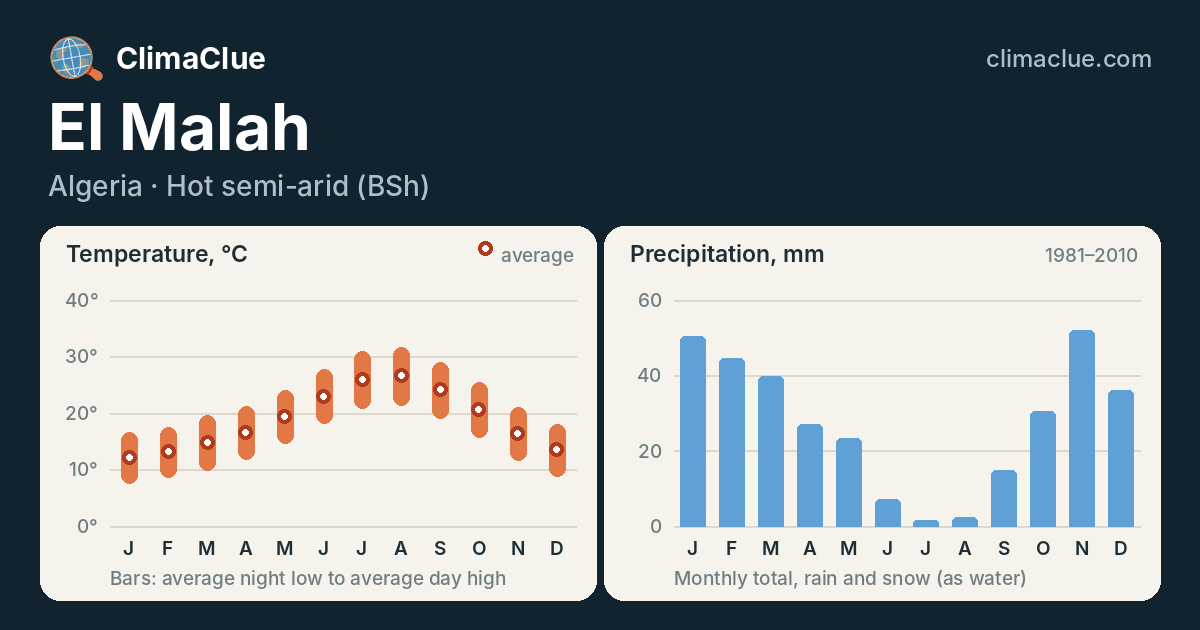 ClimaClue
climaclue.com
El Malah
Algeria · Hot semi-arid (BSh)
Temperature, °C
average
40°
30°
20°
10°
0°
J F M A M J J A S O N D
Bars: average night low to average day high
Precipitation, mm
1981–2010
60
40
20
0
J F M A M J J A S O N D
Monthly total, rain and snow (as water)